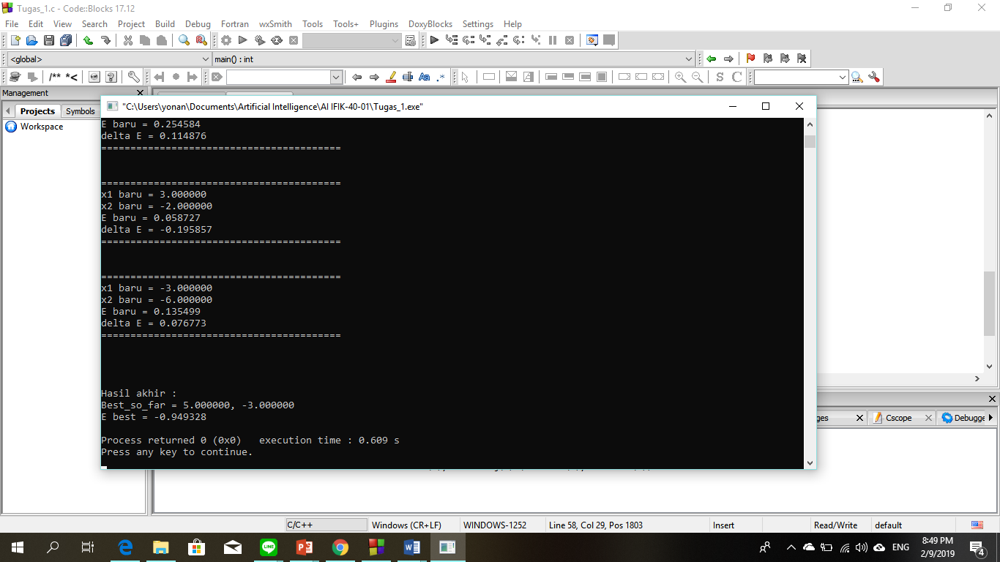 Tugas_1.c - Code::Blocks 17.12
File Edit View Search Project Build Debug Fortran wxSmith Tools Tools+ Plugins DoxyBlocks Settings Help
<global> main() : int
/** *< Aa .* S C
Management
Projects Symbols
Workspace
"C:\Users\yonan\Documents\Artificial Intelligence\AI IFIK-40-01\Tugas_1.exe"
E baru = 0.254584
delta E = 0.114876
=========================================
=========================================
x1 baru = 3.000000
x2 baru = -2.000000
E baru = 0.058727
delta E = -0.195857
=========================================
=========================================
x1 baru = -3.000000
x2 baru = -6.000000
E baru = 0.135499
delta E = 0.076773
=========================================
Hasil akhir :
Best_so_far = 5.000000, -3.000000
E best = -0.949328
Process returned 0 (0x0) execution time : 0.609 s
Press any key to continue.
ges Cscope Debugge
C/C++ Windows (CR+LF) WINDOWS-1252 Line 58, Col 29, Pos 1803 Insert Read/Write default
LINE
ENG
8:49 PM
2/9/2019
4